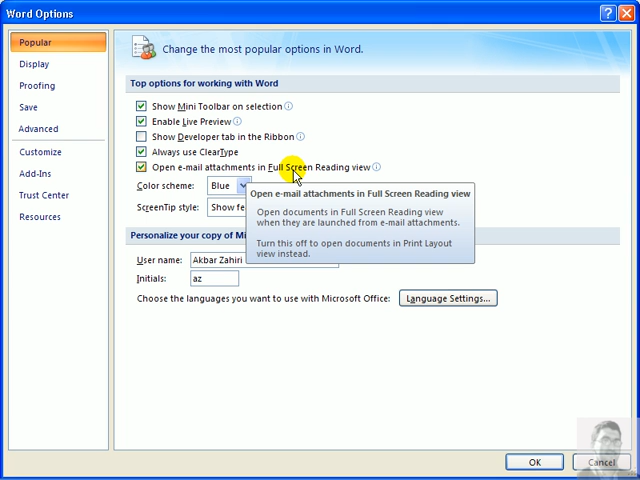 Word Options
Popular
Display
Proofing
Save
Advanced
Customize
Add-Ins
Trust Center
Resources
Change the most popular options in Word.
Top options for working with Word
Show Mini Toolbar on selection
Enable Live Preview
Show Developer tab in the Ribbon
Always use ClearType
Open e-mail attachments in Full Screen Reading view
Color scheme: Blue
ScreenTip style: Show fe
Open e-mail attachments in Full Screen Reading view
Open documents in Full Screen Reading view
when they are launched from e-mail attachments.
Turn this off to open documents in Print Layout
view instead.
Personalize your copy of Mi
User name: Akbar Zahiri
Initials: az
Choose the languages you want to use with Microsoft Office: Language Settings...
OK Cancel